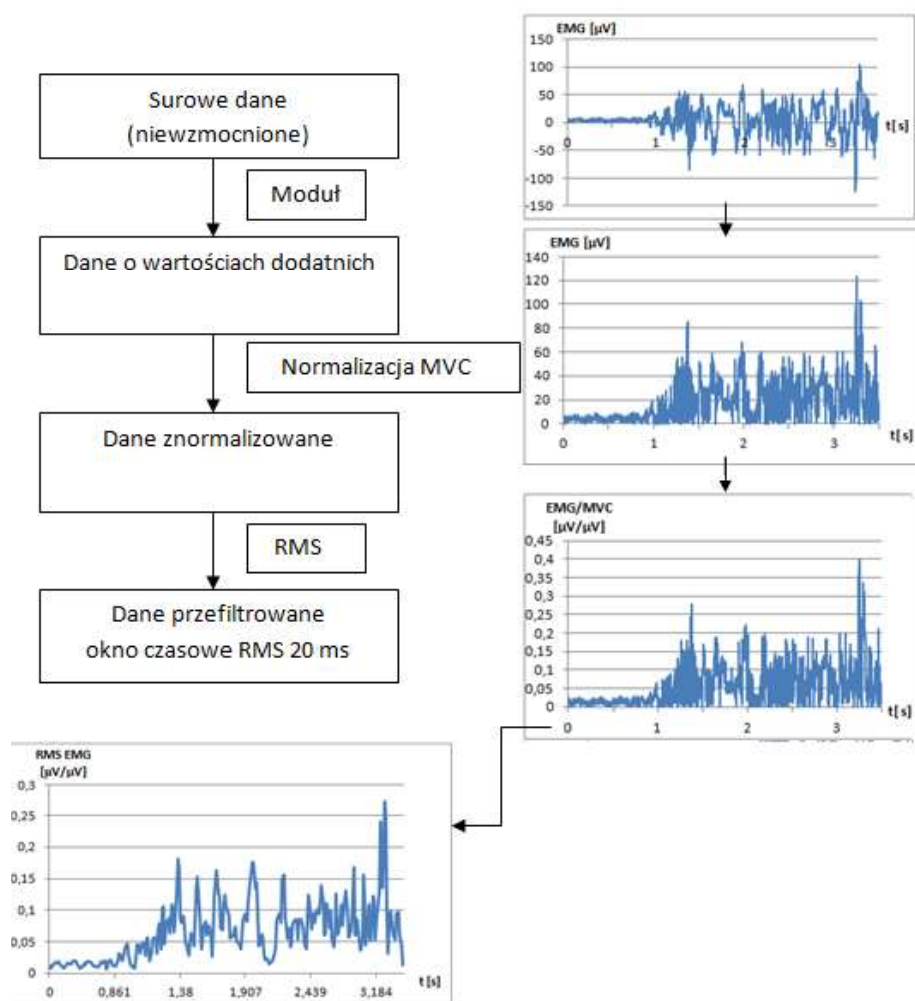 Surowe dane
(niewzmocnione)
Moduł
Dane o wartościach dodatnich
Normalizacja MVC
Dane znormalizowane
RMS
Dane przefiltrowane
okno czasowe RMS 20 ms
EMG [µV]
150
100
50
0
-50
-100
-150
0
1
2
t[s]
EMG [µV]
140
120
100
80
60
40
20
0
0
1
2
3
t[s]
EMG/MVC
[µV/µV]
0,45
0,4
0,35
0,3
0,25
0,2
0,15
0,1
0,05
0
0
1
2
3
t[s]
RMS EMG
[µV/µV]
0,3
0,25
0,2
0,15
0,1
0,05
0
0
0,861
1,38
1,907
2,439
3,184
t[s]